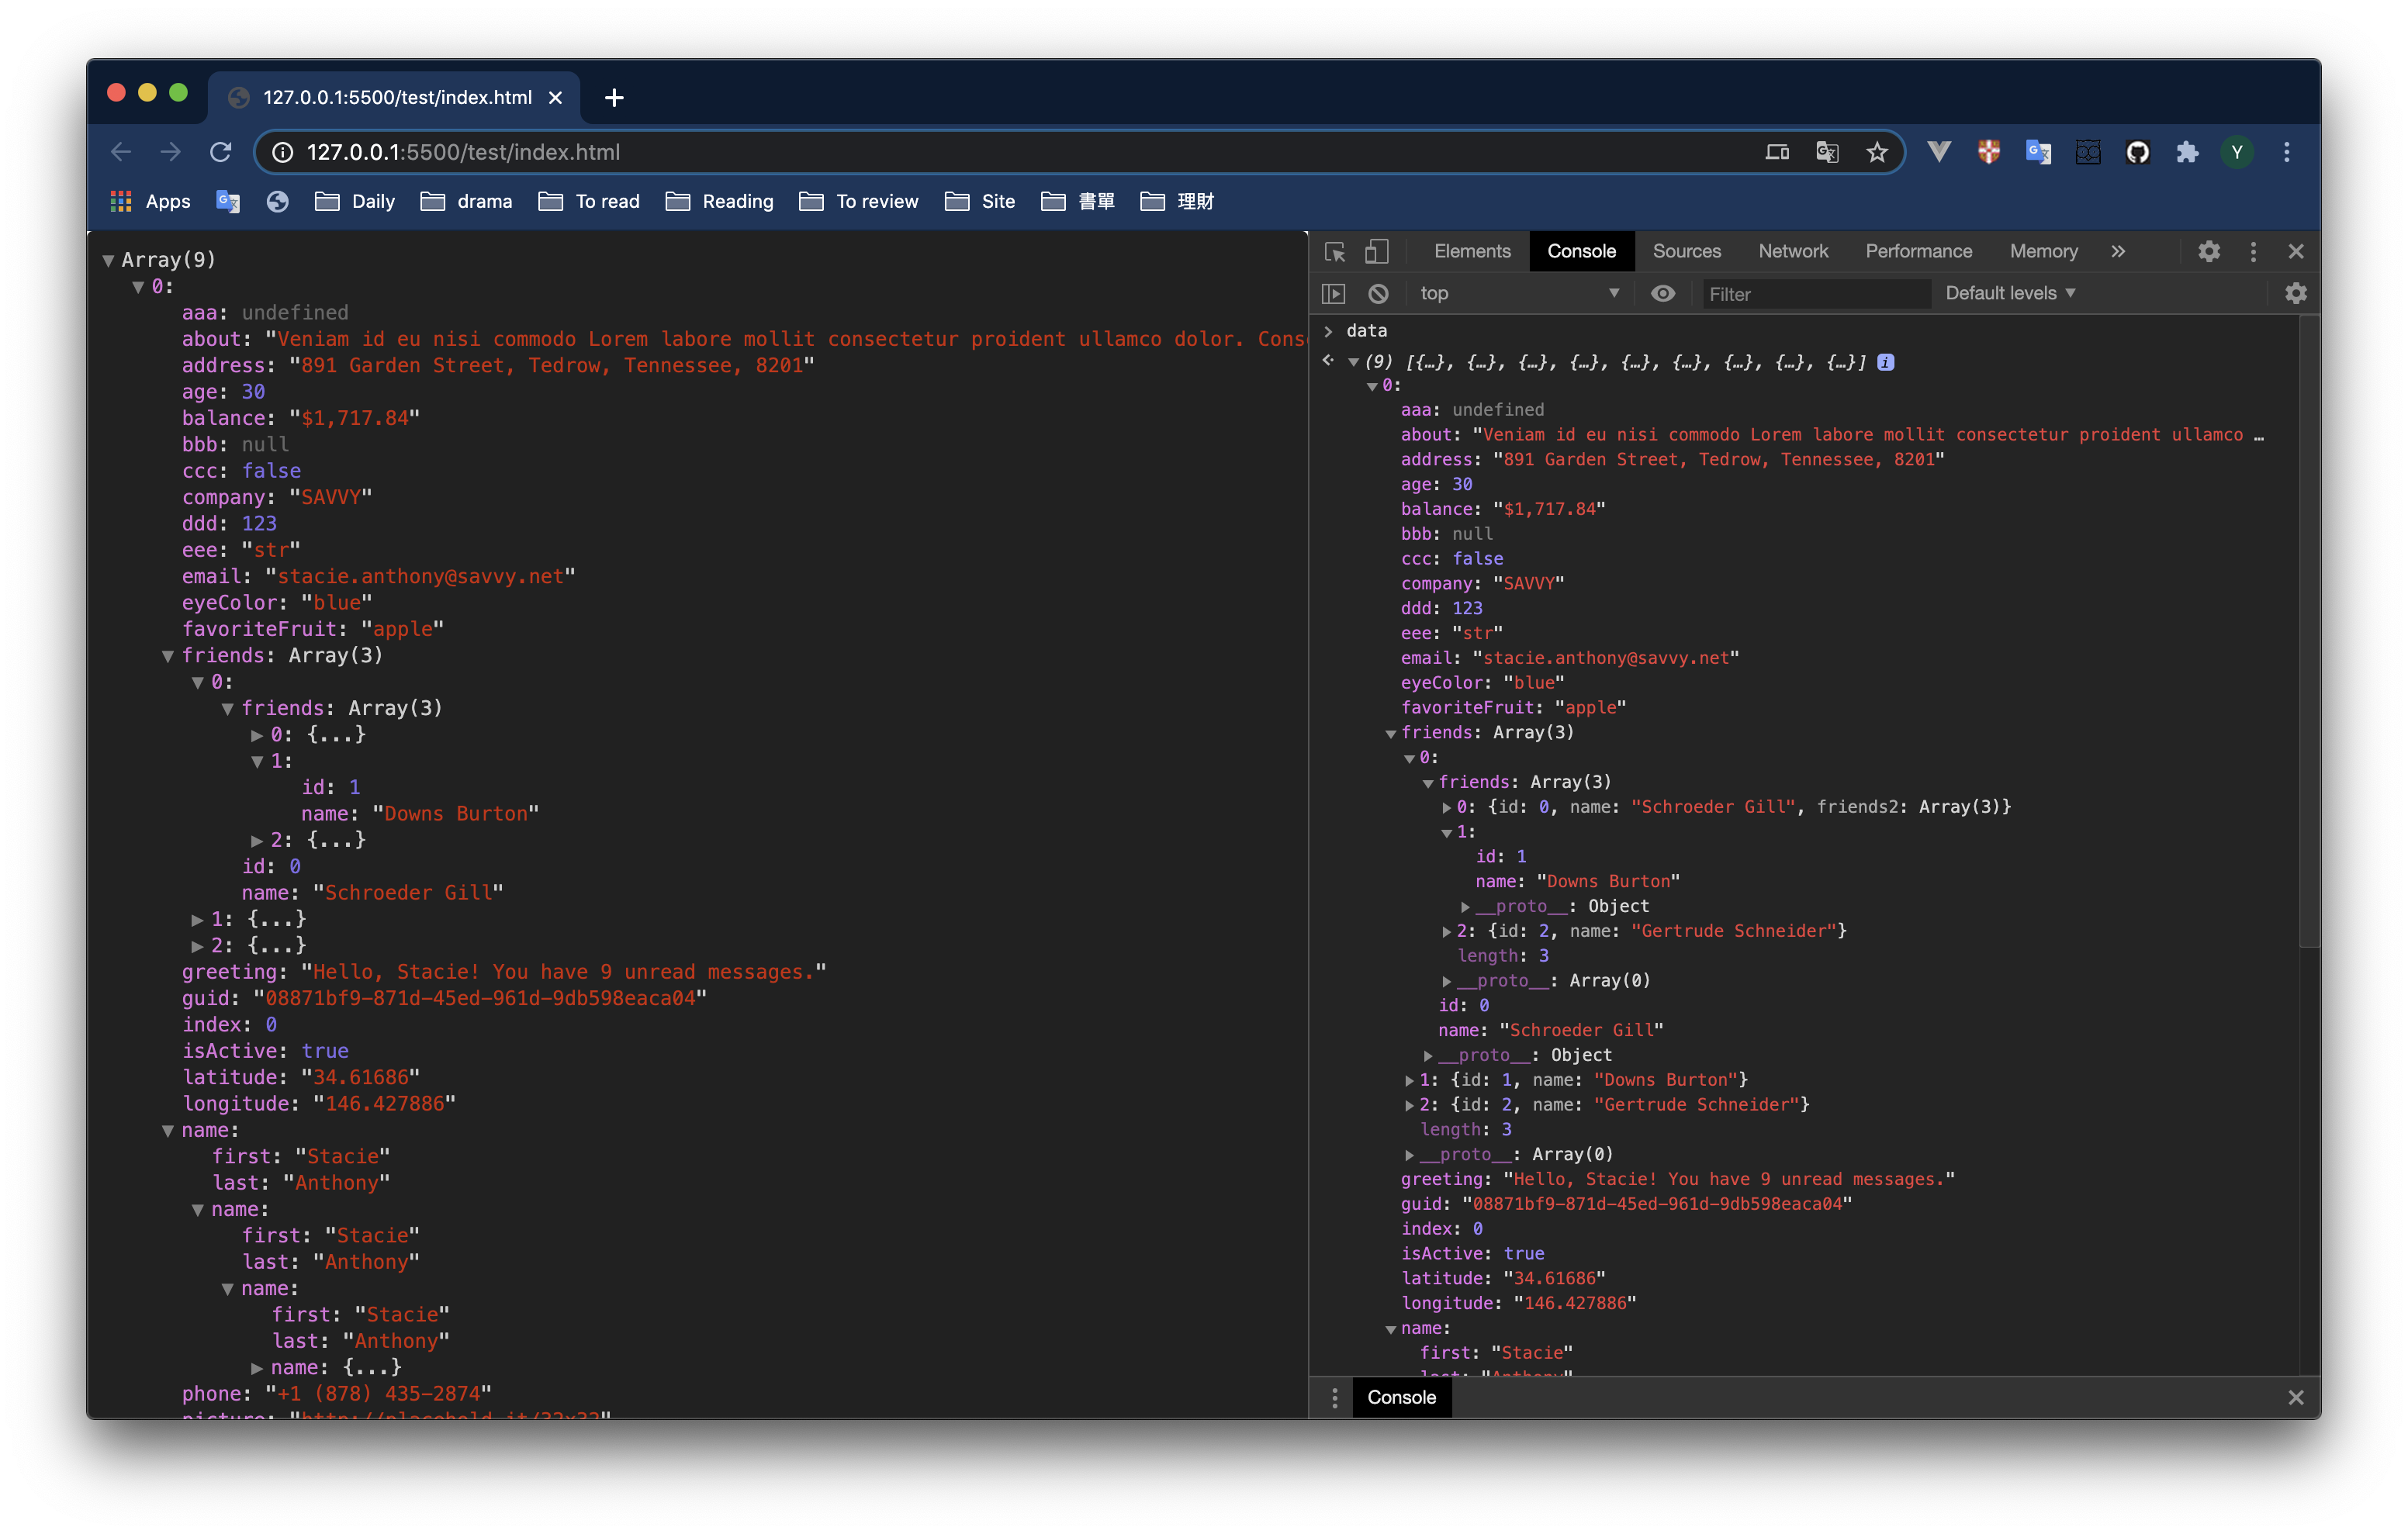 127.0.0.1:5500/test/index.html
127.0.0.1:5500/test/index.html
Y
Apps Daily drama To read Reading To review Site 書單 理財
▼ Array(9)
▼ 0:
aaa: undefined
about: "Veniam id eu nisi commodo Lorem labore mollit consectetur proident ullamco dolor. Cons
address: "891 Garden Street, Tedrow, Tennessee, 8201"
age: 30
balance: "$1,717.84"
bbb: null
ccc: false
company: "SAVVY"
ddd: 123
eee: "str"
email: "stacie.anthony@savvy.net"
eyeColor: "blue"
favoriteFruit: "apple"
▼ friends: Array(3)
▼ 0:
▼ friends: Array(3)
▶ 0: {...}
▼ 1:
id: 1
name: "Downs Burton"
▶ 2: {...}
id: 0
name: "Schroeder Gill"
▶ 1: {...}
▶ 2: {...}
greeting: "Hello, Stacie! You have 9 unread messages."
guid: "08871bf9-871d-45ed-961d-9db598eaca04"
index: 0
isActive: true
latitude: "34.61686"
longitude: "146.427886"
▼ name:
first: "Stacie"
last: "Anthony"
▼ name:
first: "Stacie"
last: "Anthony"
▼ name:
first: "Stacie"
last: "Anthony"
▶ name: {...}
phone: "+1 (878) 435-2874"
picture: "http://placehold.it/32x32"
Elements Console Sources Network Performance Memory »
top Filter Default levels
> data
(9) [{…}, {…}, {…}, {…}, {…}, {…}, {…}, {…}, {…}] i
▼ 0:
aaa: undefined
about: "Veniam id eu nisi commodo Lorem labore mollit consectetur proident ullamco …
address: "891 Garden Street, Tedrow, Tennessee, 8201"
age: 30
balance: "$1,717.84"
bbb: null
ccc: false
company: "SAVVY"
ddd: 123
eee: "str"
email: "stacie.anthony@savvy.net"
eyeColor: "blue"
favoriteFruit: "apple"
▼ friends: Array(3)
▼ 0:
▼ friends: Array(3)
▶ 0: {id: 0, name: "Schroeder Gill", friends2: Array(3)}
▼ 1:
id: 1
name: "Downs Burton"
▶ __proto__: Object
▶ 2: {id: 2, name: "Gertrude Schneider"}
length: 3
▶ __proto__: Array(0)
id: 0
name: "Schroeder Gill"
▶ __proto__: Object
▶ 1: {id: 1, name: "Downs Burton"}
▶ 2: {id: 2, name: "Gertrude Schneider"}
length: 3
▶ __proto__: Array(0)
greeting: "Hello, Stacie! You have 9 unread messages."
guid: "08871bf9-871d-45ed-961d-9db598eaca04"
index: 0
isActive: true
latitude: "34.61686"
longitude: "146.427886"
▼ name:
first: "Stacie"
last: "Anthony"
Console